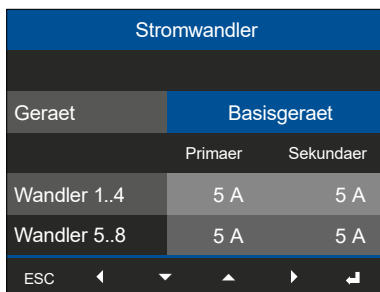 Stromwandler
Geraet Basisgeraet
Primaer Sekundaer
Wandler 1..4 5 A 5 A
Wandler 5..8 5 A 5 A
ESC